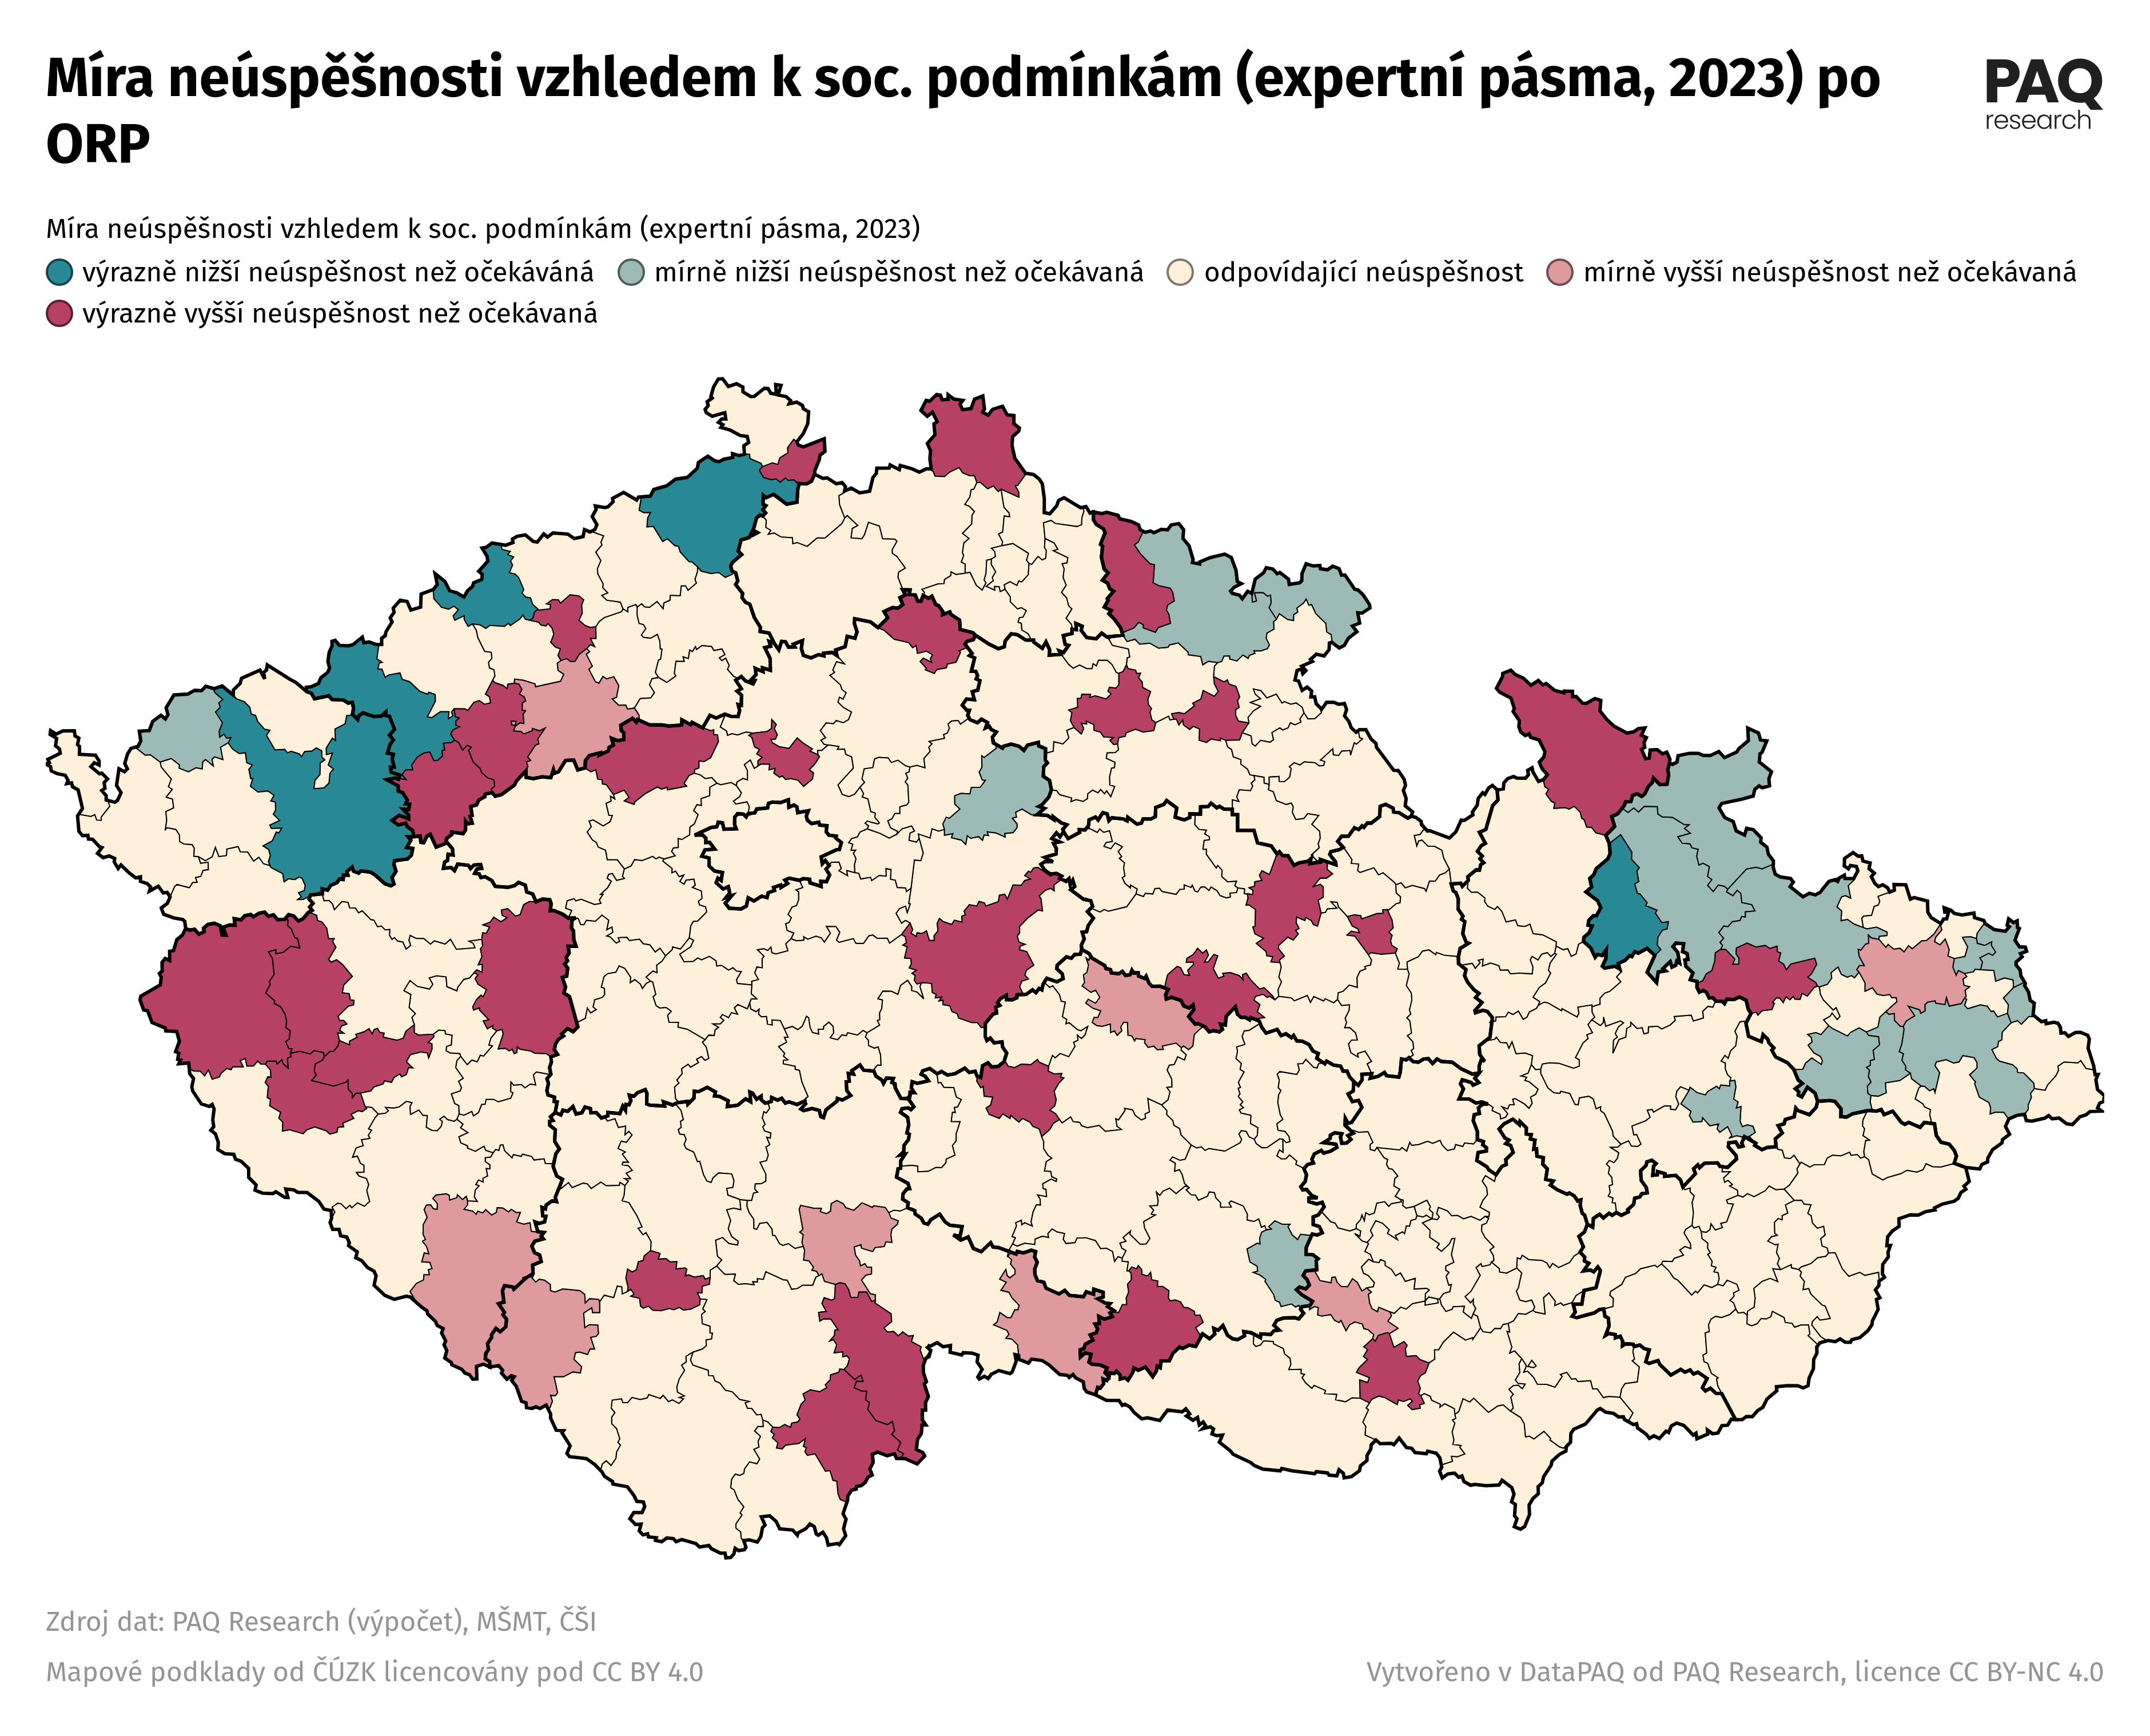 Míra neúspěšnosti vzhledem k soc. podmínkám (expertní pásma, 2023) po
ORP
PAQ
research
Míra neúspěšnosti vzhledem k soc. podmínkám (expertní pásma, 2023)
výrazně nižší neúspěšnost než očekáváná
mírně nižší neúspěšnost než očekávaná
odpovídající neúspěšnost
mírně vyšší neúspěšnost než očekávaná
výrazně vyšší neúspěšnost než očekávaná
Zdroj dat: PAQ Research (výpočet), MŠMT, ČŠI
Mapové podklady od ČÚZK licencovány pod CC BY 4.0
Vytvořeno v DataPAQ od PAQ Research, licence CC BY-NC 4.0